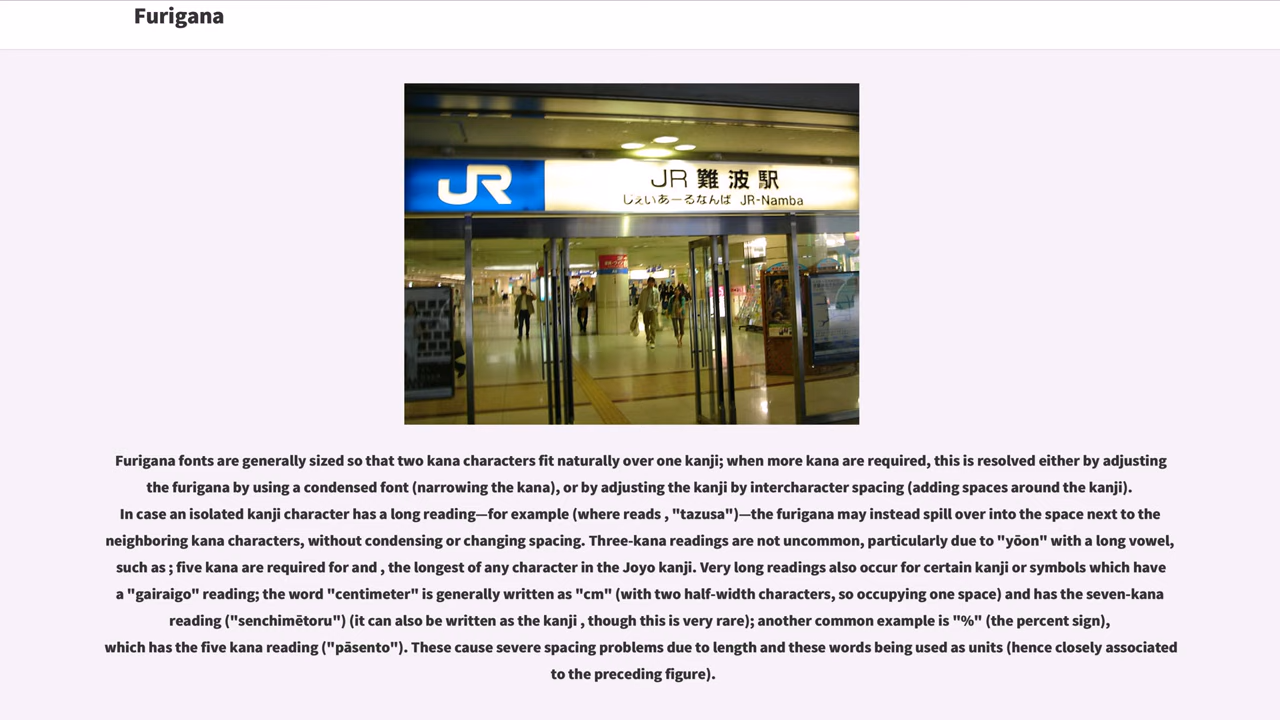 Furigana
JR
JR 難波駅
じぇいあーるなんば JR-Namba
Furigana fonts are generally sized so that two kana characters fit naturally over one kanji; when more kana are required, this is resolved either by adjusting
the furigana by using a condensed font (narrowing the kana), or by adjusting the kanji by intercharacter spacing (adding spaces around the kanji).
In case an isolated kanji character has a long reading—for example (where reads , "tazusa")—the furigana may instead spill over into the space next to the
neighboring kana characters, without condensing or changing spacing. Three-kana readings are not uncommon, particularly due to "yōon" with a long vowel,
such as ; five kana are required for and , the longest of any character in the Joyo kanji. Very long readings also occur for certain kanji or symbols which have
a "gairaigo" reading; the word "centimeter" is generally written as "cm" (with two half-width characters, so occupying one space) and has the seven-kana
reading ("senchimētoru") (it can also be written as the kanji , though this is very rare); another common example is "%" (the percent sign),
which has the five kana reading ("pāsento"). These cause severe spacing problems due to length and these words being used as units (hence closely associated
to the preceding figure).